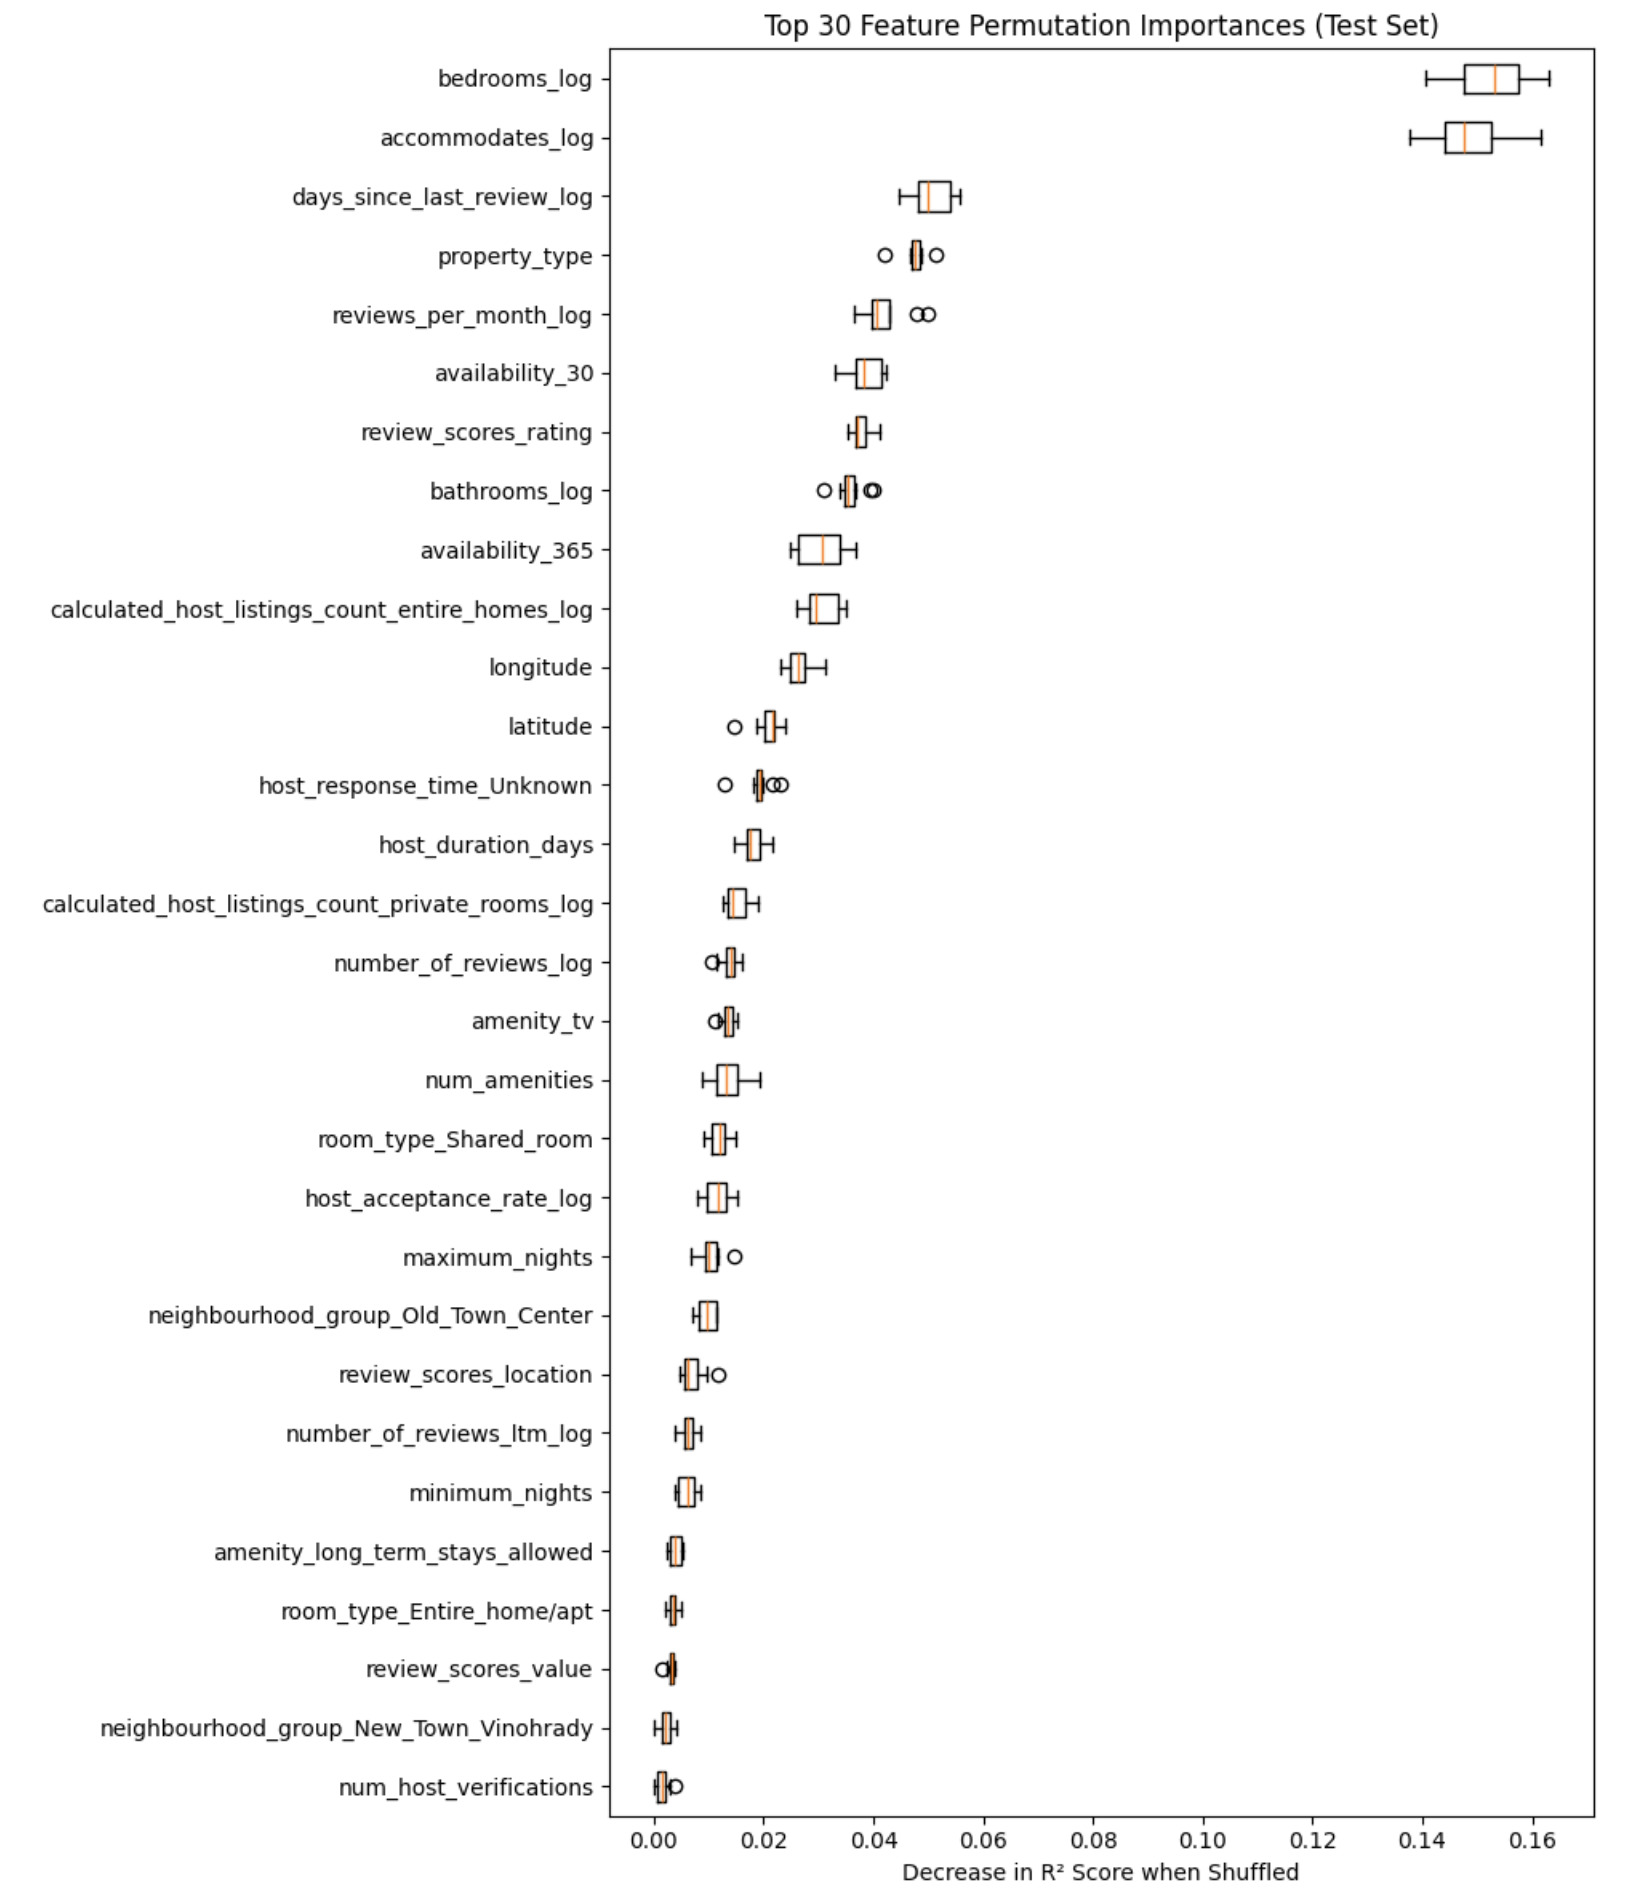 Top 30 Feature Permutation Importances (Test Set)
bedrooms_log
accommodates_log
days_since_last_review_log
property_type
reviews_per_month_log
availability_30
review_scores_rating
bathrooms_log
availability_365
calculated_host_listings_count_entire_homes_log
longitude
latitude
host_response_time_Unknown
host_duration_days
calculated_host_listings_count_private_rooms_log
number_of_reviews_log
amenity_tv
num_amenities
room_type_Shared_room
host_acceptance_rate_log
maximum_nights
neighbourhood_group_Old_Town_Center
review_scores_location
number_of_reviews_ltm_log
minimum_nights
amenity_long_term_stays_allowed
room_type_Entire_home/apt
review_scores_value
neighbourhood_group_New_Town_Vinohrady
num_host_verifications
0.00 0.02 0.04 0.06 0.08 0.10 0.12 0.14 0.16
Decrease in R² Score when Shuffled